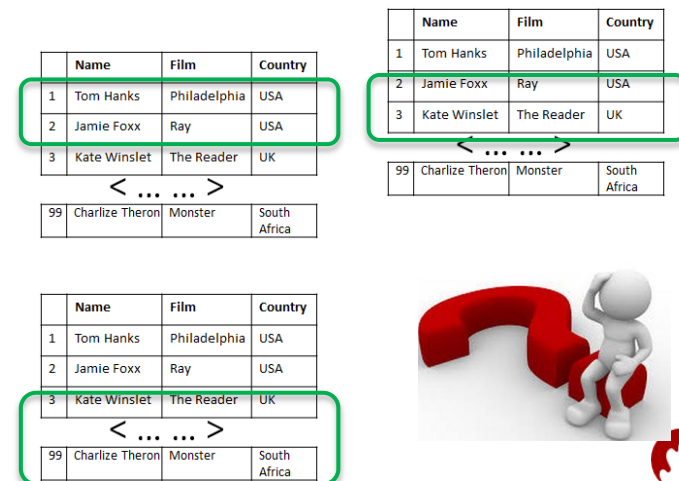 Name Film Country
1 Tom Hanks Philadelphia USA
2 Jamie Foxx Ray USA
3 Kate Winslet The Reader UK
< ... ... >
99 Charlize Theron Monster South
Africa
Name Film Country
1 Tom Hanks Philadelphia USA
2 Jamie Foxx Ray USA
3 Kate Winslet The Reader UK
< ... ... >
99 Charlize Theron Monster South
Africa
Name Film Country
1 Tom Hanks Philadelphia USA
2 Jamie Foxx Ray USA
3 Kate Winslet The Reader UK
< ... ... >
99 Charlize Theron Monster South
Africa